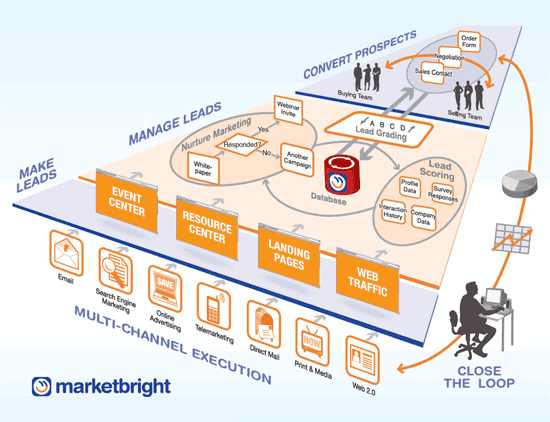 CONVERT PROSPECTS
Order
Form
Negotiation
Sales Contact
Buying Team
Selling Team
MANAGE LEADS
Webinar
Invite
Nurture Marketing
Yes
Responded?
No
White-
paper
Another
Campaign
A B C D
Lead Grading
Database
Lead
Scoring
Profile
Data
Survey
Responses
Interaction
History
Company
Data
MAKE
LEADS
EVENT
CENTER
RESOURCE
CENTER
LANDING
PAGES
WEB
TRAFFIC
Email
Search Engine
Marketing
SAVE
Online
Advertising
Telemarketing
Direct Mail
NOW
Print & Media
Web 2.0
MULTI-CHANNEL EXECUTION
CLOSE
THE LOOP
marketbright